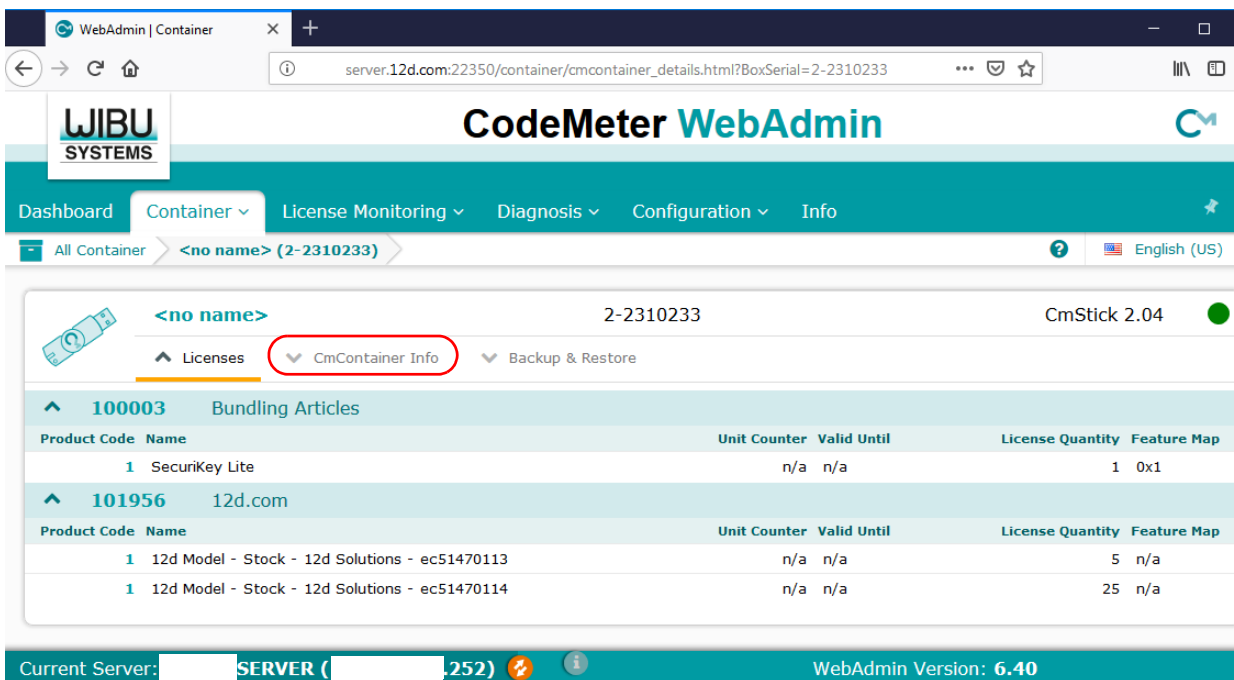 WebAdmin | Container
server.12d.com:22350/container/cmcontainer_details.html?BoxSerial=2-2310233
WIBU
SYSTEMS
CodeMeter WebAdmin
Dashboard Container License Monitoring Diagnosis Configuration Info
All Container <no name> (2-2310233) English (US)
<no name> 2-2310233 CmStick 2.04
Licenses CmContainer Info Backup & Restore
100003 Bundling Articles
Product Code Name Unit Counter Valid Until License Quantity Feature Map
1 SecuriKey Lite n/a n/a 1 0x1
101956 12d.com
Product Code Name Unit Counter Valid Until License Quantity Feature Map
1 12d Model - Stock - 12d Solutions - ec51470113 n/a n/a 5 n/a
1 12d Model - Stock - 12d Solutions - ec51470114 n/a n/a 25 n/a
Current Server: SERVER ( .252) WebAdmin Version: 6.40